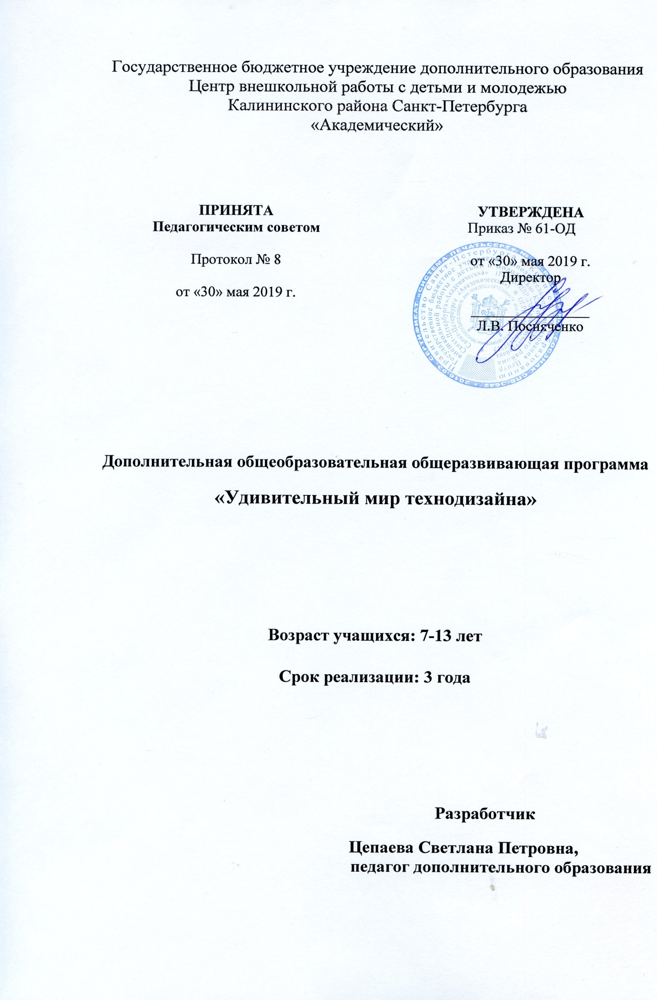 Государственное бюджетное учреждение дополнительного образования
Центр внешкольной работы с детьми и молодежью
Калининского района Санкт-Петербурга
«Академический»
ПРИНЯТА
Педагогическим советом
Протокол № 8
от «30» мая 2019 г.
УТВЕРЖДЕНА
Приказ № 61-ОД
от «30» мая 2019 г.
Директор
Л.В. Посняченко
Дополнительная общеобразовательная общеразвивающая программа
«Удивительный мир технодизайна»
Возраст учащихся: 7-13 лет
Срок реализации: 3 года
Разработчик
Цепаева Светлана Петровна,
педагог дополнительного образования